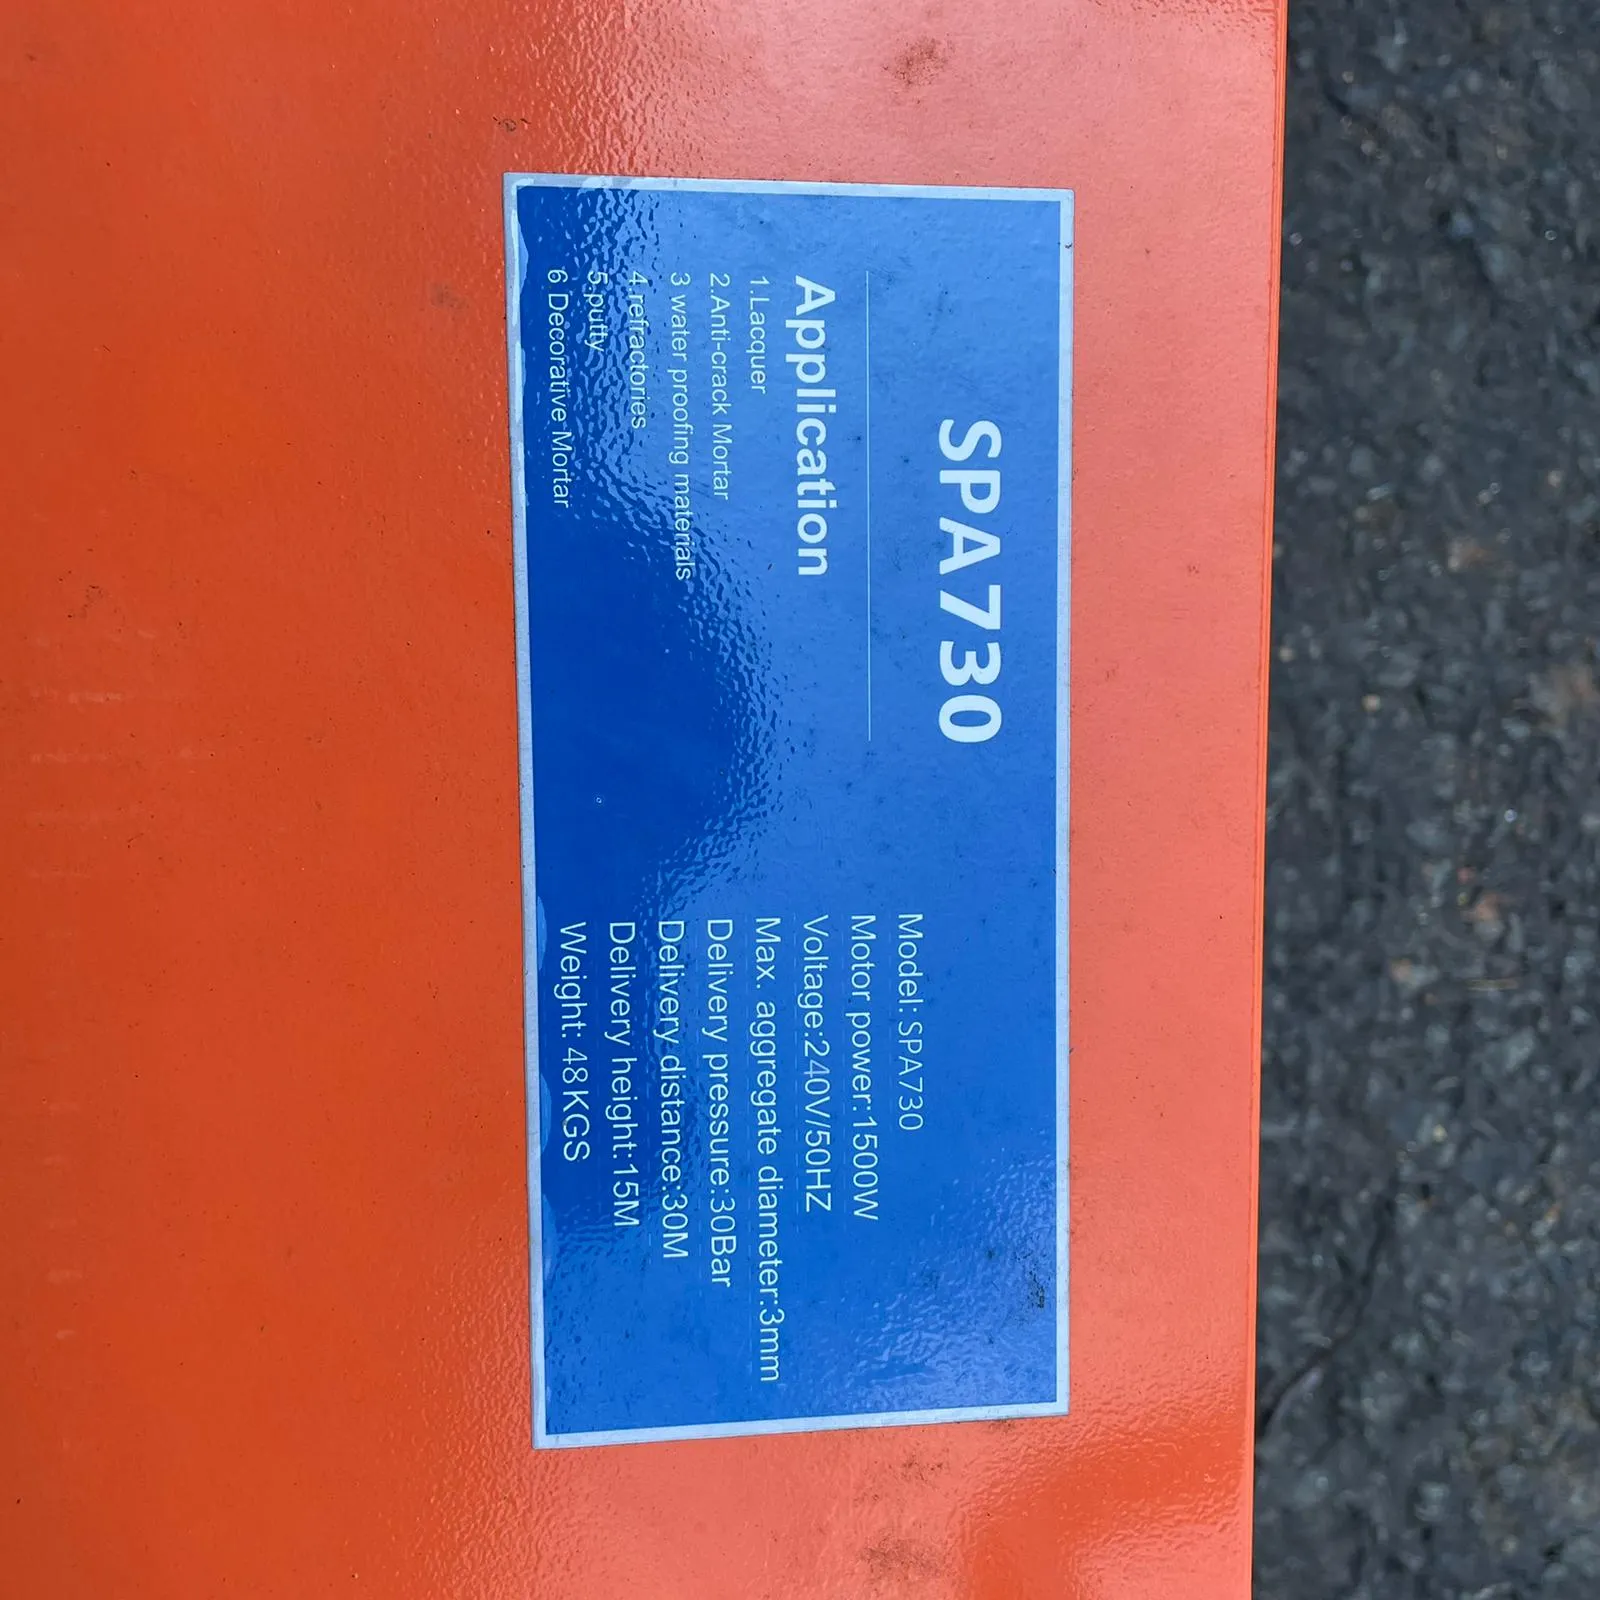 SPA730
Application
1.Lacquer
2.Anti-crack Mortar
3 water proofing materials
4.refractories
5.putty
6 Decorative Mortar
Model: SPA730
Motor power:1500W
Voltage:240V/50HZ
Max. aggregate diameter:3mm
Delivery pressure:30Bar
Delivery distance:30M
Delivery height:15M
Weight: 48KGS